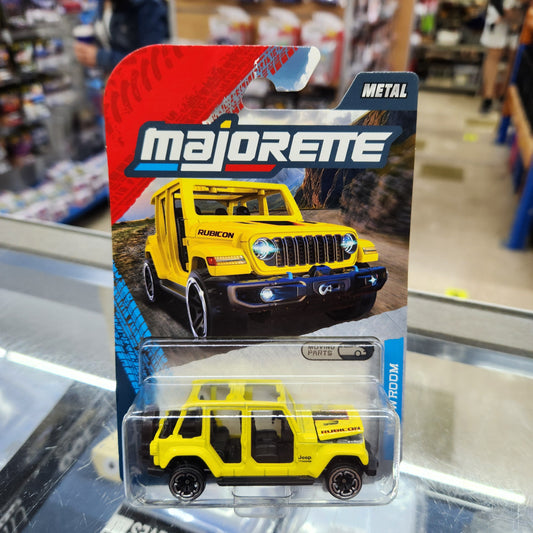 METAL
majORETTE
RUBICON
MOVING
PARTS
W ROOM
RUBICON
Jeep